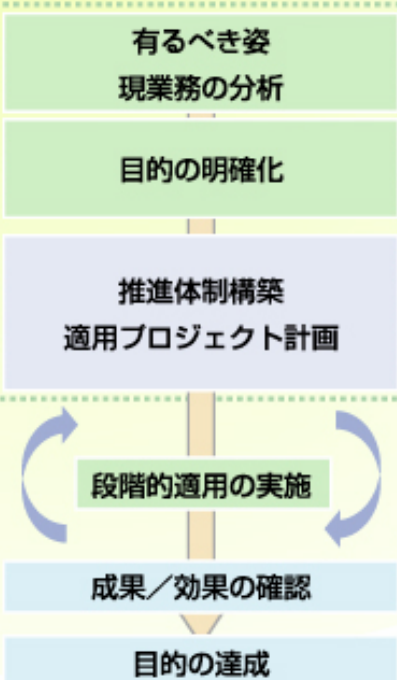 有るべき姿
現業務の分析
目的の明確化
推進体制構築
適用プロジェクト計画
段階的適用の実施
成果／効果の確認
目的の達成